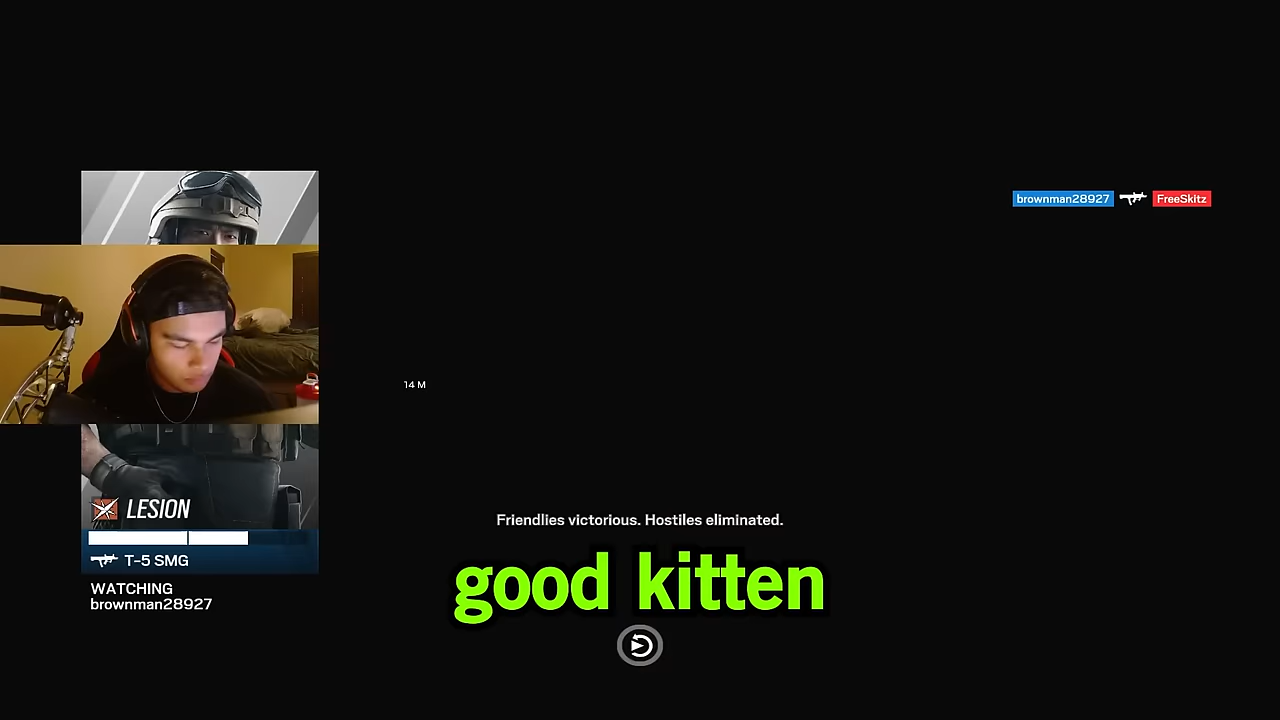 brownman28927 FreeSkitz
14 M
LESION
T-5 SMG
WATCHING
brownman28927
Friendlies victorious. Hostiles eliminated.
good kitten